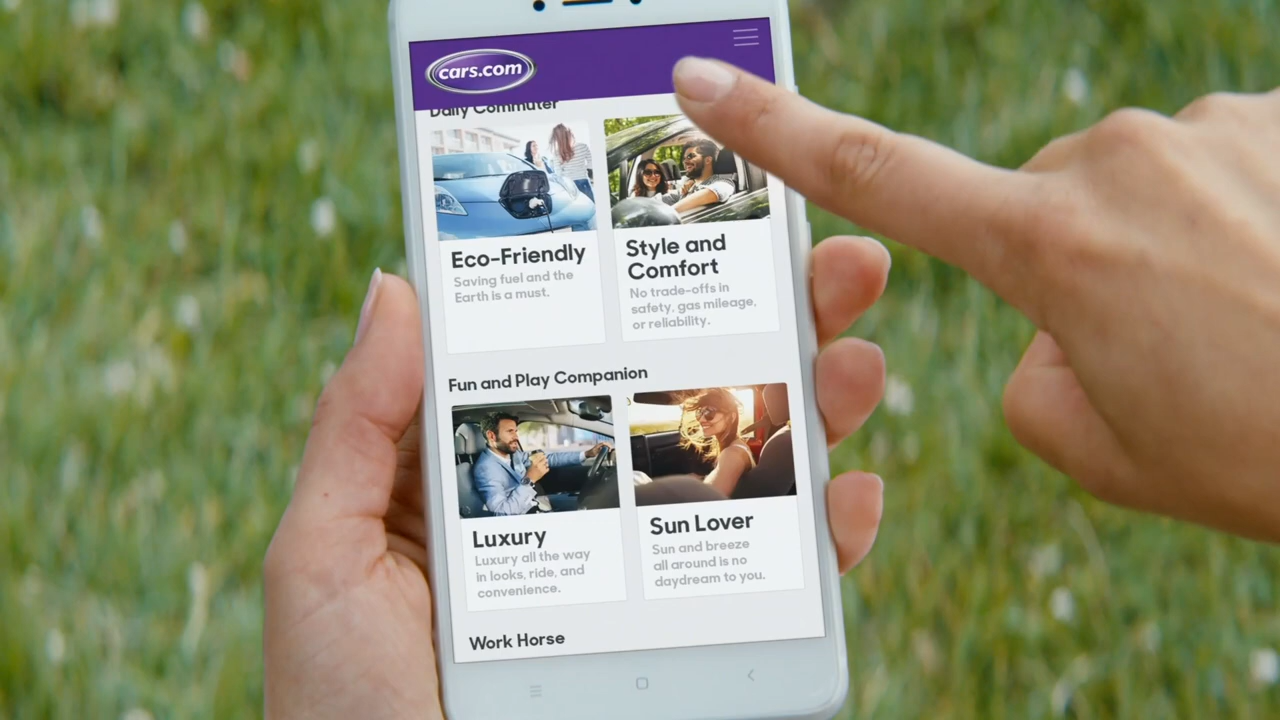 cars.com
Daily Commuter
Eco-Friendly
Saving fuel and the
Earth is a must.
Style and
Comfort
No trade-offs in
safety, gas mileage,
or reliability.
Fun and Play Companion
Luxury
Luxury all the way
in looks, ride, and
convenience.
Sun Lover
Sun and breeze
all around is no
daydream to you.
Work Horse